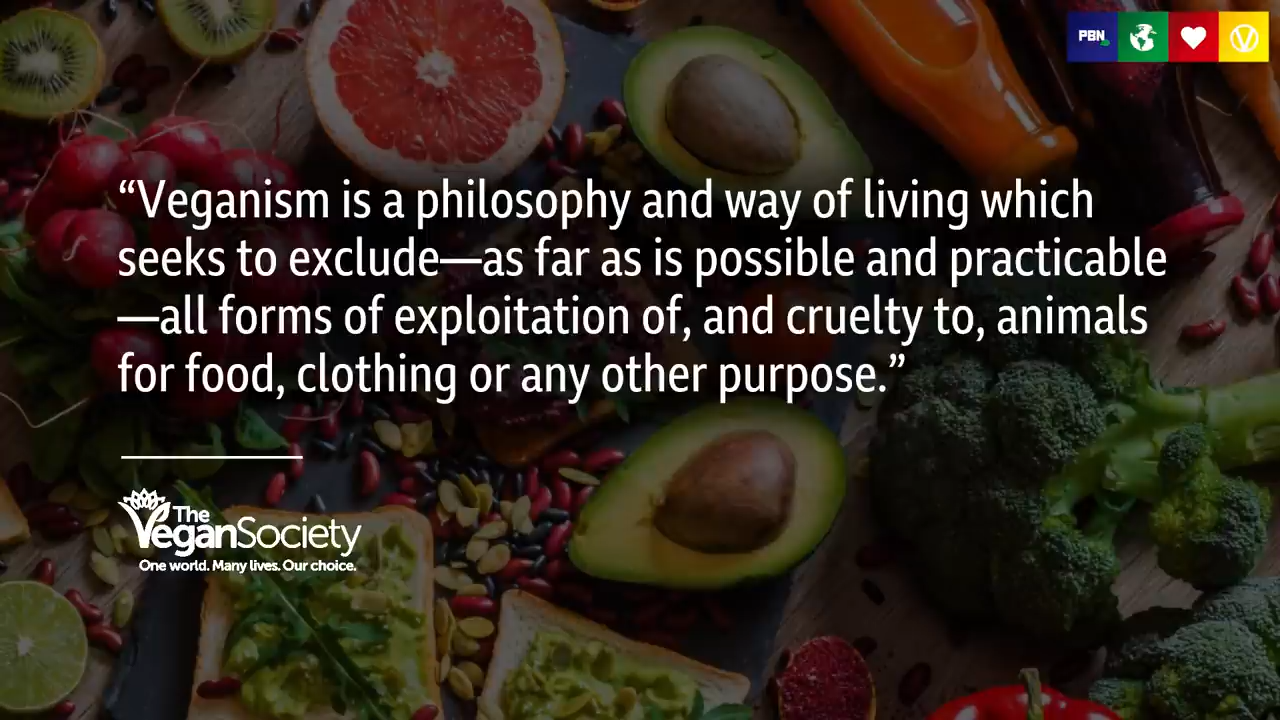 PBN
“Veganism is a philosophy and way of living which
seeks to exclude—as far as is possible and practicable
—all forms of exploitation of, and cruelty to, animals
for food, clothing or any other purpose.”
The
VeganSociety
One world. Many lives. Our choice.